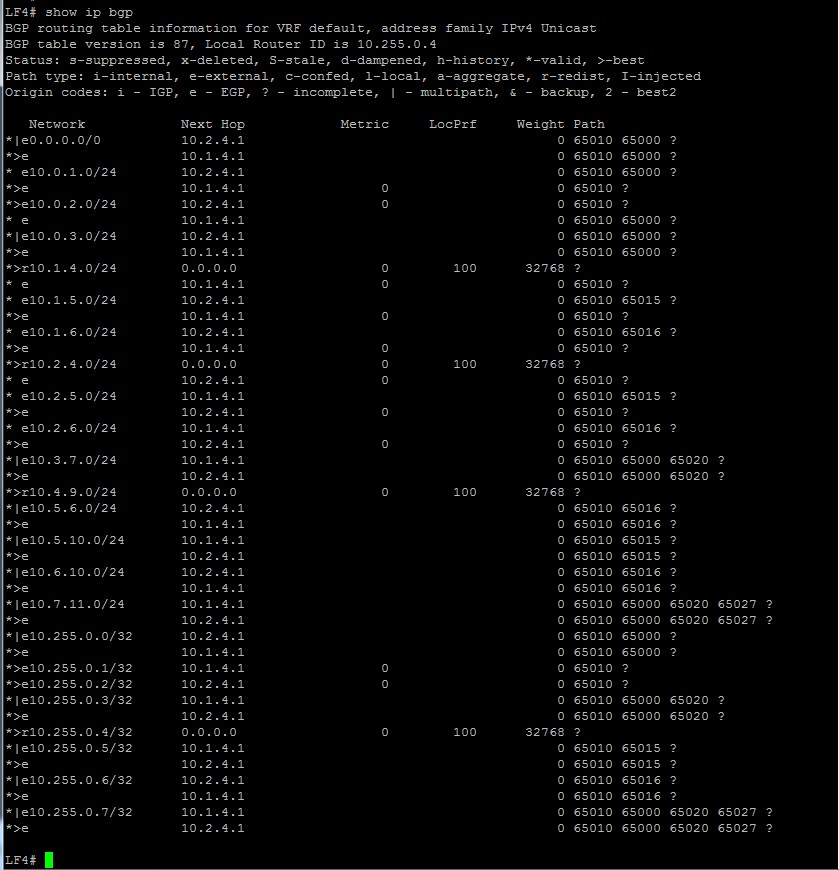 LF4# show ip bgp
BGP routing table information for VRF default, address family IPv4 Unicast
BGP table version is 87, Local Router ID is 10.255.0.4
Status: s-suppressed, x-deleted, S-stale, d-dampened, h-history, *-valid, >-best
Path type: i-internal, e-external, c-confed, l-local, a-aggregate, r-redist, I-injected
Origin codes: i - IGP, e - EGP, ? - incomplete, | - multipath, & - backup, 2 - best2
   Network            Next Hop            Metric     LocPrf     Weight Path
*|e0.0.0.0/0          10.2.4.1                                       0 65010 65000 ?
*>e                   10.1.4.1                                       0 65010 65000 ?
* e10.0.1.0/24        10.2.4.1                                       0 65010 65000 ?
*>e                   10.1.4.1                 0                     0 65010 ?
*>e10.0.2.0/24        10.2.4.1                 0                     0 65010 ?
* e                   10.1.4.1                                       0 65010 65000 ?
*|e10.0.3.0/24        10.2.4.1                                       0 65010 65000 ?
*>e                   10.1.4.1                                       0 65010 65000 ?
*>r10.1.4.0/24        0.0.0.0                  0        100      32768 ?
* e                   10.1.4.1                 0                     0 65010 ?
* e10.1.5.0/24        10.2.4.1                                       0 65010 65015 ?
*>e                   10.1.4.1                 0                     0 65010 ?
* e10.1.6.0/24        10.2.4.1                                       0 65010 65016 ?
*>e                   10.1.4.1                 0                     0 65010 ?
*>r10.2.4.0/24        0.0.0.0                  0        100      32768 ?
* e                   10.2.4.1                 0                     0 65010 ?
* e10.2.5.0/24        10.1.4.1                                       0 65010 65015 ?
*>e                   10.2.4.1                 0                     0 65010 ?
* e10.2.6.0/24        10.1.4.1                                       0 65010 65016 ?
*>e                   10.2.4.1                 0                     0 65010 ?
*|e10.3.7.0/24        10.1.4.1                                       0 65010 65000 65020 ?
*>e                   10.2.4.1                                       0 65010 65000 65020 ?
*>r10.4.9.0/24        0.0.0.0                  0        100      32768 ?
*|e10.5.6.0/24        10.2.4.1                                       0 65010 65016 ?
*>e                   10.1.4.1                                       0 65010 65016 ?
*|e10.5.10.0/24       10.1.4.1                                       0 65010 65015 ?
*>e                   10.2.4.1                                       0 65010 65015 ?
*|e10.6.10.0/24       10.2.4.1                                       0 65010 65016 ?
*>e                   10.1.4.1                                       0 65010 65016 ?
*|e10.7.11.0/24       10.1.4.1                                       0 65010 65000 65020 65027 ?
*>e                   10.2.4.1                                       0 65010 65000 65020 65027 ?
*|e10.255.0.0/32      10.2.4.1                                       0 65010 65000 ?
*>e                   10.1.4.1                                       0 65010 65000 ?
*>e10.255.0.1/32      10.1.4.1                 0                     0 65010 ?
*>e10.255.0.2/32      10.2.4.1                 0                     0 65010 ?
*|e10.255.0.3/32      10.1.4.1                                       0 65010 65000 65020 ?
*>e                   10.2.4.1                                       0 65010 65000 65020 ?
*>r10.255.0.4/32      0.0.0.0                  0        100      32768 ?
*|e10.255.0.5/32      10.1.4.1                                       0 65010 65015 ?
*>e                   10.2.4.1                                       0 65010 65015 ?
*|e10.255.0.6/32      10.2.4.1                                       0 65010 65016 ?
*>e                   10.1.4.1                                       0 65010 65016 ?
*|e10.255.0.7/32      10.1.4.1                                       0 65010 65000 65020 65027 ?
*>e                   10.2.4.1                                       0 65010 65000 65020 65027 ?
LF4#